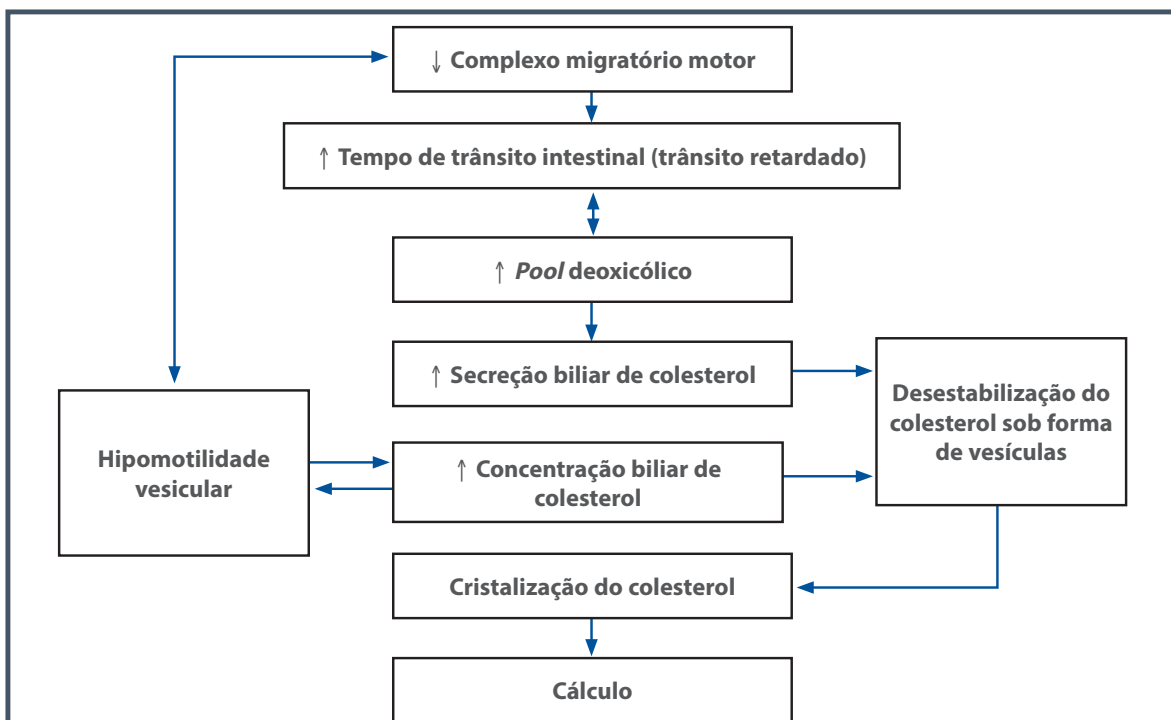 ↓ Complexo migratório motor
↑ Tempo de trânsito intestinal (trânsito retardado)
↑ Pool deoxicólico
↑ Secreção biliar de colesterol
Desestabilização do
colesterol sob forma
de vesículas
Hipomotilidade
vesicular
↑ Concentração biliar de
colesterol
Cristalização do colesterol
Cálculo